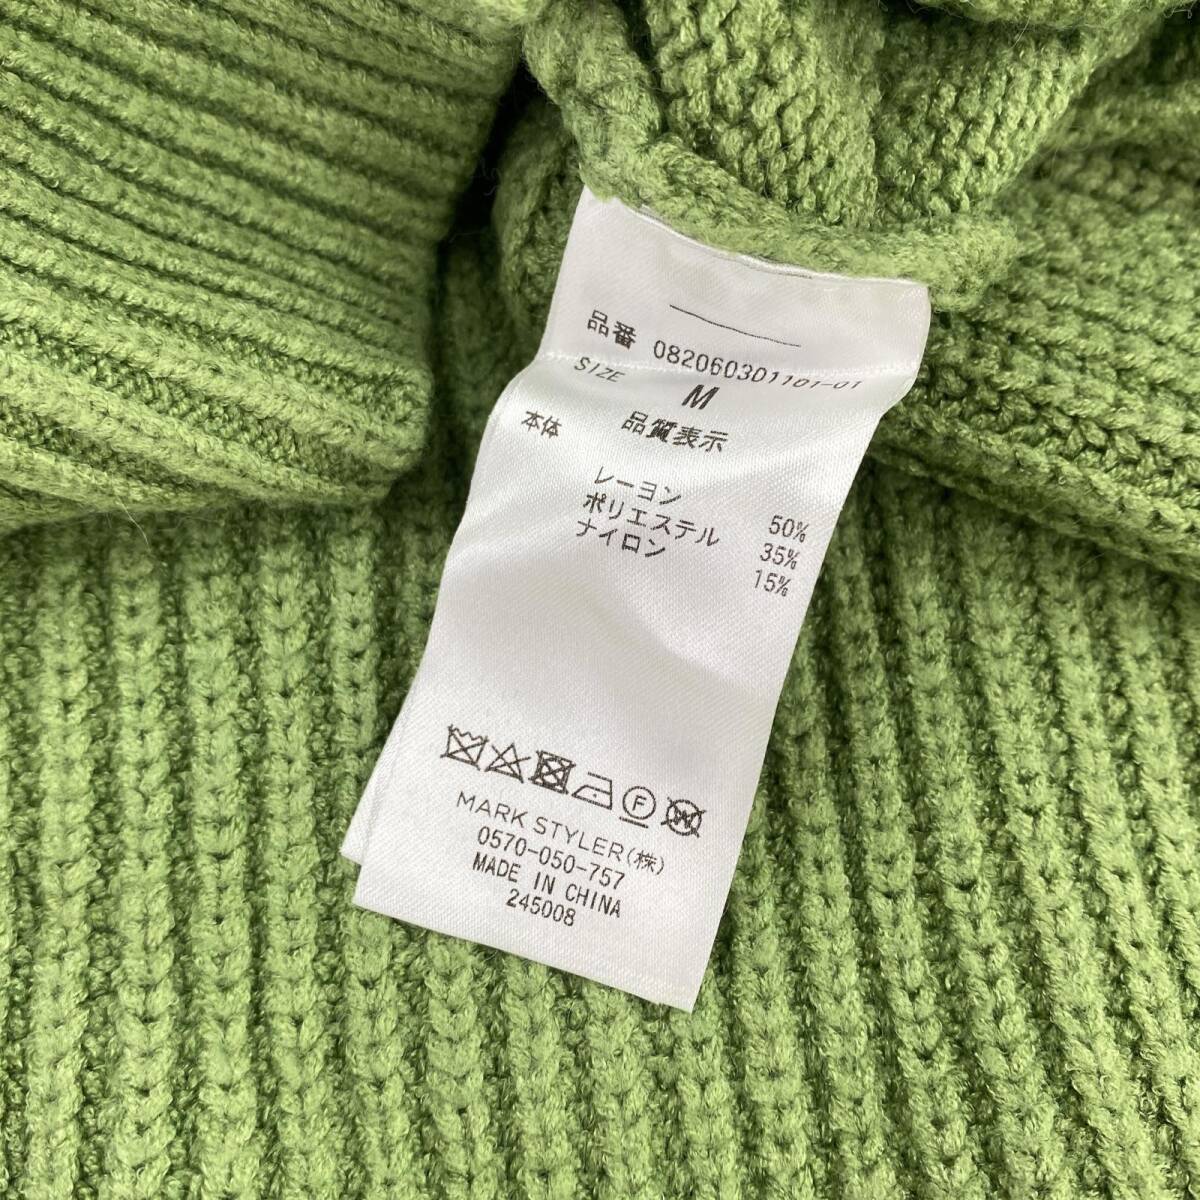 品番 082060301101-01
SIZE M
品質表示
本体
レーヨン 50%
ポリエステル 35%
ナイロン 15%
F W
MARK STYLER(株)
0570-050-757
MADE IN CHINA
245008